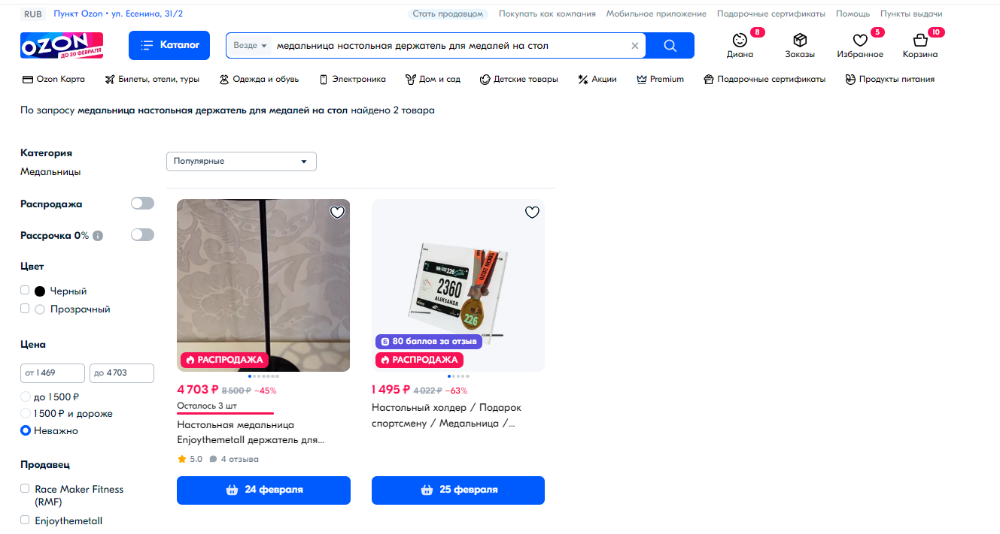 RUB Пункт Ozon • ул. Есенина, 31/2 Стать продавцом Покупать как компания Мобильное приложение Подарочные сертификаты Помощь Пункты выдачи
OZON
ДО 20 ФЕВРАЛЯ
Каталог
Везде медальница настольная держатель для медалей на стол
8 5 10
Диана Заказы Избранное Корзина
Ozon Карта Билеты, отели, туры Одежда и обувь Электроника Дом и сад Детские товары Акции Premium Подарочные сертификаты Продукты питания
По запросу медальница настольная держатель для медалей на стол найдено 2 товара
Категория
Медальницы
Распродажа
Рассрочка 0%
Цвет
Черный
Прозрачный
Цена
от 1 469 до 4 703
до 1 500 ₽
1 500 ₽ и дороже
Неважно
Продавец
Race Maker Fitness
(RMF)
Enjoythemetall
Популярные
РАСПРОДАЖА
4 703 ₽ 8 500 ₽ −45%
Осталось 3 шт
Настольная медальница
Enjoythemetall держатель для...
5.0 4 отзыва
24 февраля
SOCHI 2020
226
2360
ALEKSANDR
226
80 баллов за отзыв
РАСПРОДАЖА
1 495 ₽ 4 022 ₽ −63%
Настольный холдер / Подарок
спортсмену / Медальница /...
25 февраля